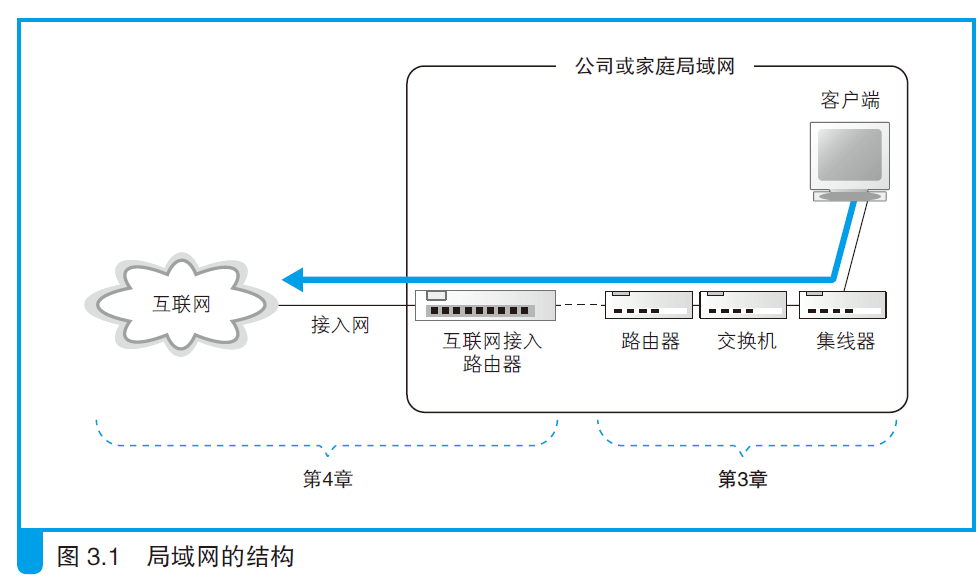 公司或家庭局域网
客户端
互联网
接入网
互联网接入
路由器
路由器
交换机
集线器
第4章
第3章
图 3.1 局域网的结构